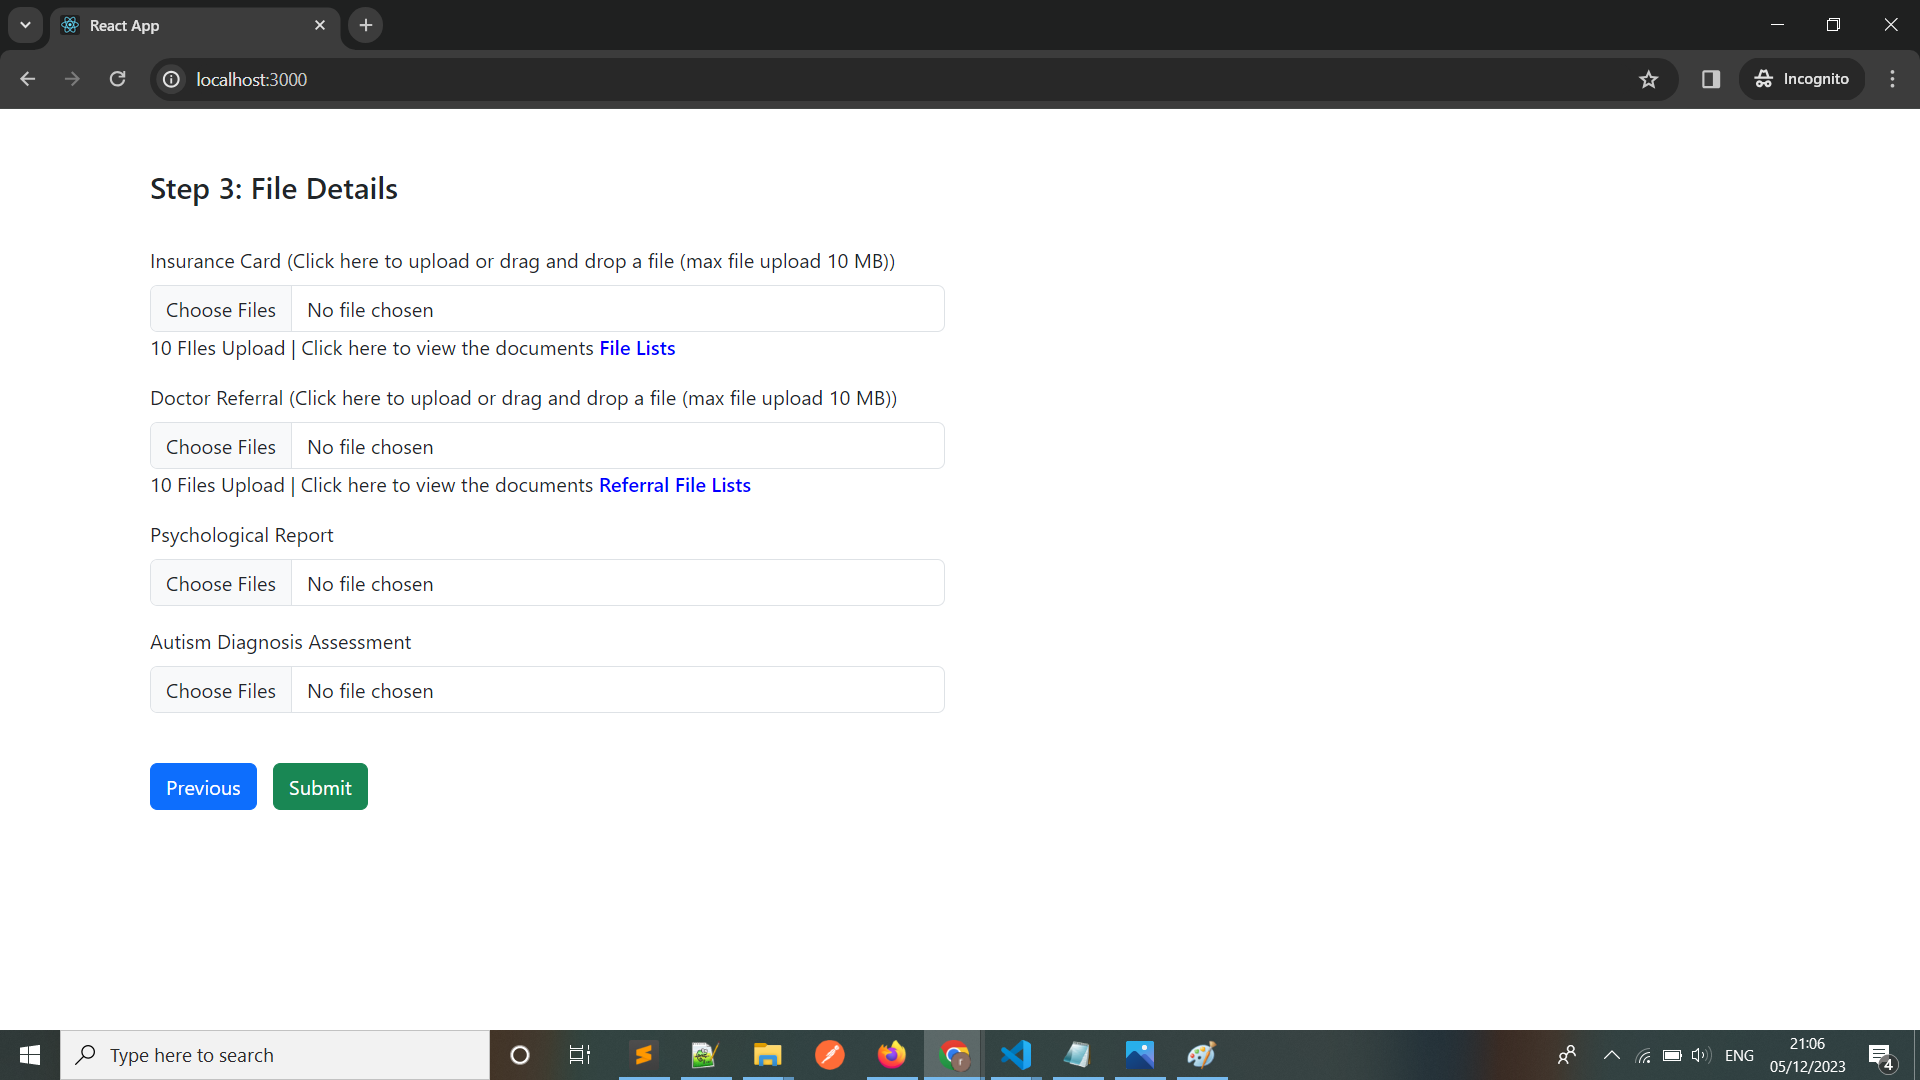 React App
localhost:3000
Incognito
Step 3: File Details
Insurance Card (Click here to upload or drag and drop a file (max file upload 10 MB))
Choose Files No file chosen
10 FIles Upload | Click here to view the documents File Lists
Doctor Referral (Click here to upload or drag and drop a file (max file upload 10 MB))
Choose Files No file chosen
10 Files Upload | Click here to view the documents Referral File Lists
Psychological Report
Choose Files No file chosen
Autism Diagnosis Assessment
Choose Files No file chosen
Previous Submit
Type here to search
ENG
21:06
05/12/2023
4